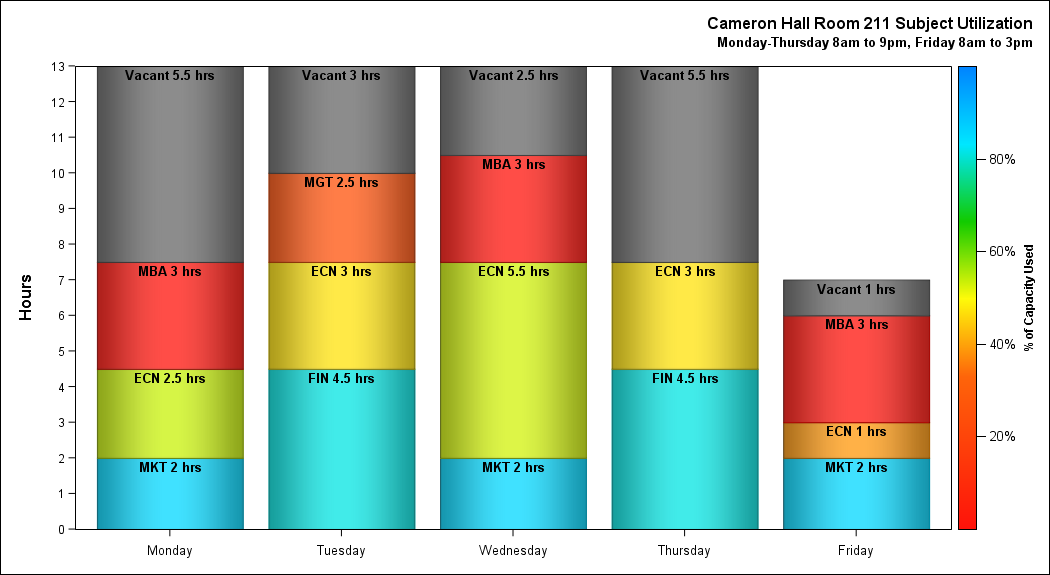 Cameron Hall Room 211 Subject Utilization
Monday-Thursday 8am to 9pm, Friday 8am to 3pm
Hours
13
12
11
10
9
8
7
6
5
4
3
2
1
0
Vacant 5.5 hrs
MBA 3 hrs
ECN 2.5 hrs
MKT 2 hrs
Monday
Vacant 3 hrs
MGT 2.5 hrs
ECN 3 hrs
FIN 4.5 hrs
Tuesday
Vacant 2.5 hrs
MBA 3 hrs
ECN 5.5 hrs
MKT 2 hrs
Wednesday
Vacant 5.5 hrs
ECN 3 hrs
FIN 4.5 hrs
Thursday
Vacant 1 hrs
MBA 3 hrs
ECN 1 hrs
MKT 2 hrs
Friday
80%
60%
40%
20%
% of Capacity Used